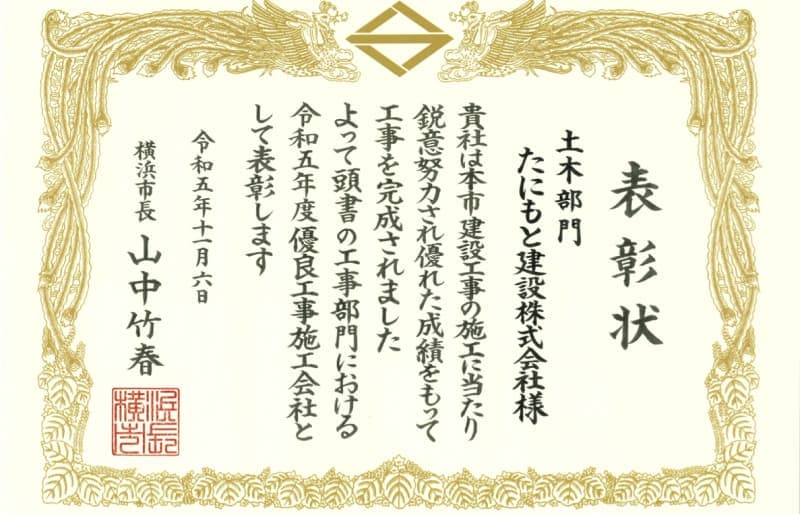 表彰状
土木部門
たにもと建設株式会社様
貴社は本市建設工事の施工に当たり
鋭意努力され優れた成績をもって
工事を完成されました
よって頭書の工事部門における
令和五年度優良工事施工会社と
して表彰します
令和五年十一月六日
横浜市長
山中竹春
横浜市長